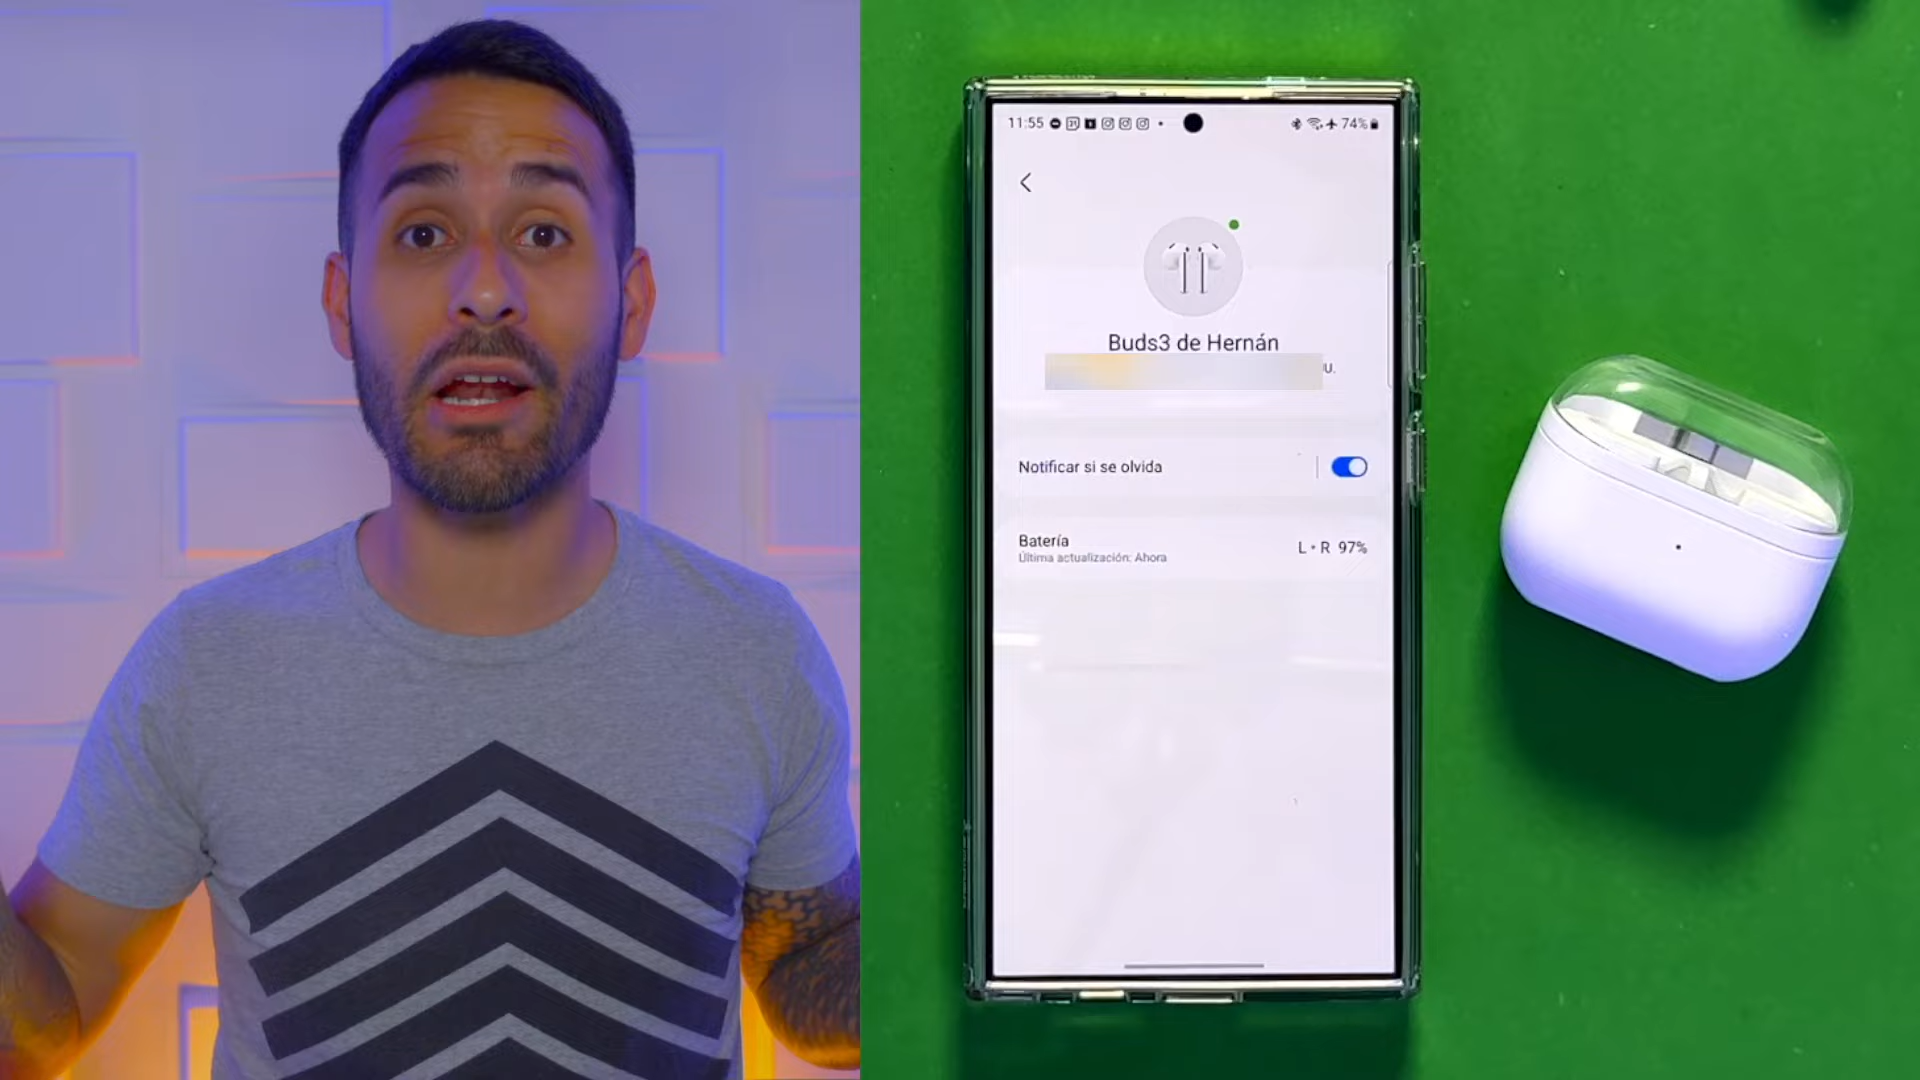 11:55
74%
Buds3 de Hernán
U.
Notificar si se olvida
Batería
L • R 97%
Última actualización: Ahora